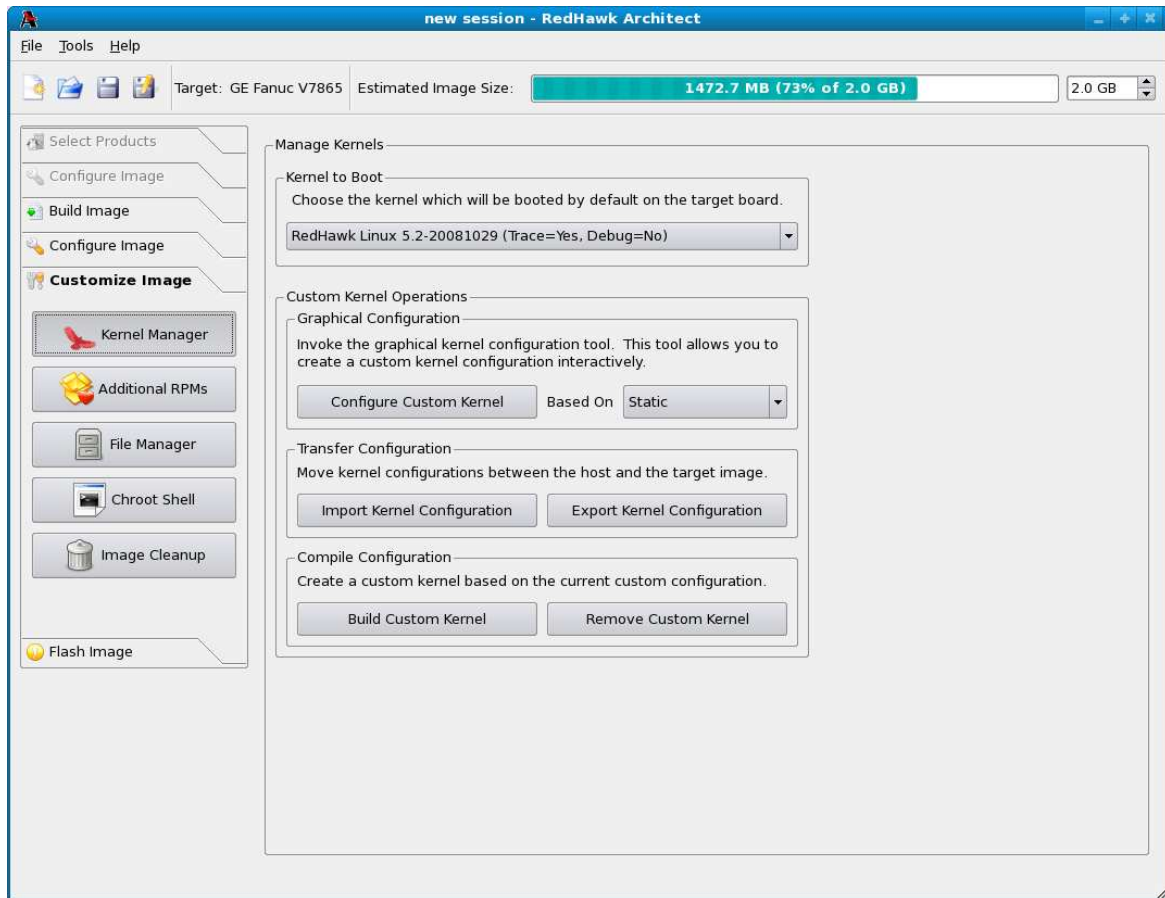 new session - RedHawk Architect
File Tools Help
Target: GE Fanuc V7865 Estimated Image Size: 1472.7 MB (73% of 2.0 GB) 2.0 GB
Select Products
Configure Image
Build Image
Configure Image
Customize Image
Kernel Manager
Additional RPMs
File Manager
Chroot Shell
Image Cleanup
Flash Image
Manage Kernels
Kernel to Boot
Choose the kernel which will be booted by default on the target board.
RedHawk Linux 5.2-20081029 (Trace=Yes, Debug=No)
Custom Kernel Operations
Graphical Configuration
Invoke the graphical kernel configuration tool. This tool allows you to
create a custom kernel configuration interactively.
Configure Custom Kernel Based On Static
Transfer Configuration
Move kernel configurations between the host and the target image.
Import Kernel Configuration Export Kernel Configuration
Compile Configuration
Create a custom kernel based on the current custom configuration.
Build Custom Kernel Remove Custom Kernel